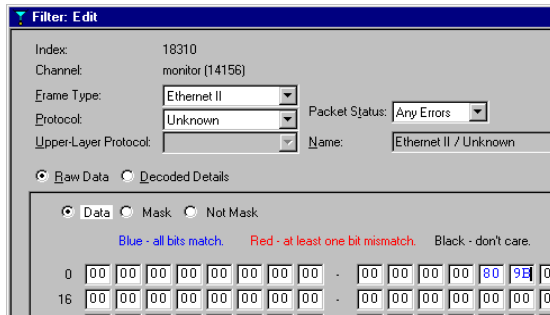 Filter: Edit
Index: 18310
Channel: monitor (14156)
Frame Type: Ethernet II
Protocol: Unknown
Packet Status: Any Errors
Upper-Layer Protocol:
Name: Ethernet II / Unknown
Raw Data Decoded Details
Data Mask Not Mask
Blue - all bits match. Red - at least one bit mismatch. Black - don't care.
0 00 00 00 00 00 00 00 00 - 00 00 00 00 80 9B
16 00 00 00 00 00 00 00 00 - 00 00 00 00 00 00